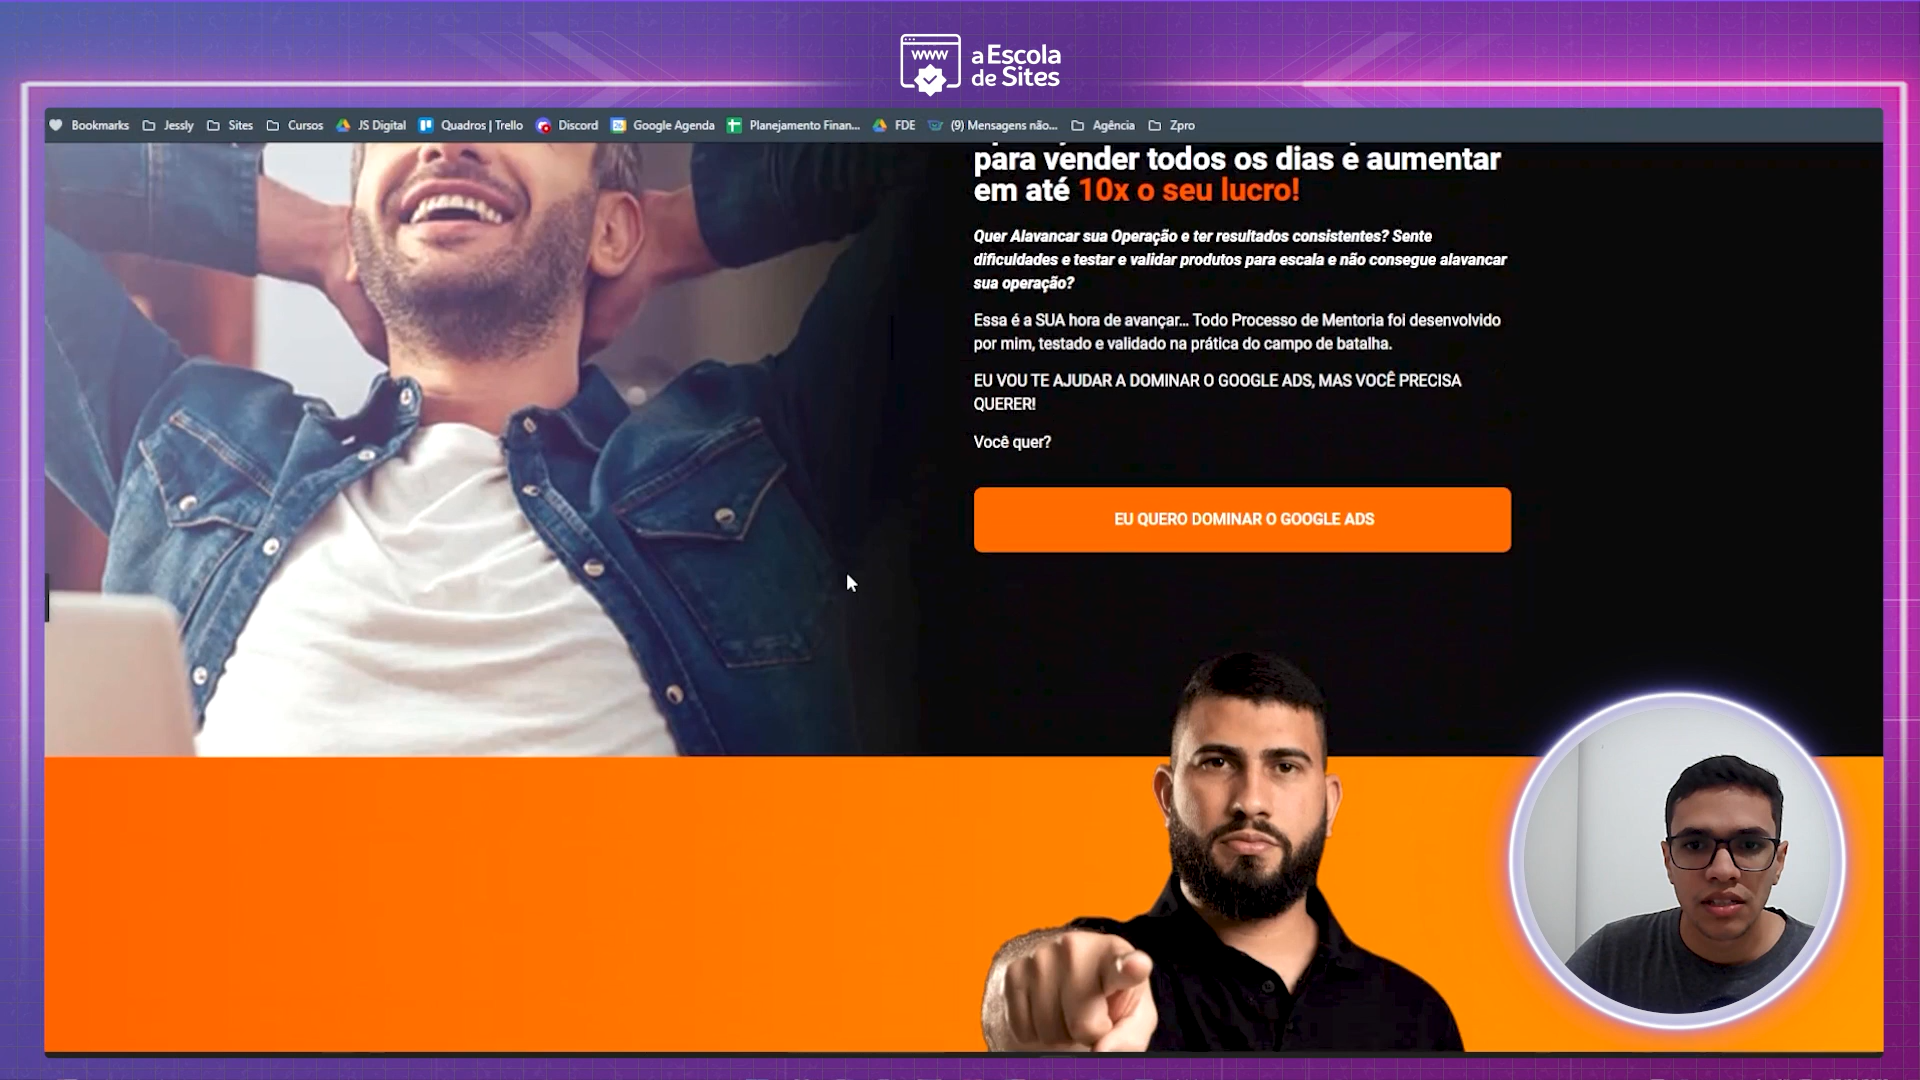 www
a Escola
de Sites
Bookmarks Jessly Sites Cursos JS Digital Quadros | Trello Discord Google Agenda Planejamento Finan... FDE (9) Mensagens não... Agência Zpro
para vender todos os dias e aumentar
em até 10x o seu lucro!
Quer Alavancar sua Operação e ter resultados consistentes? Sente
dificuldades e testar e validar produtos para escala e não consegue alavancar
sua operação?
Essa é a SUA hora de avançar... Todo Processo de Mentoria foi desenvolvido
por mim, testado e validado na prática do campo de batalha.
EU VOU TE AJUDAR A DOMINAR O GOOGLE ADS, MAS VOCÊ PRECISA
QUERER!
Você quer?
EU QUERO DOMINAR O GOOGLE ADS